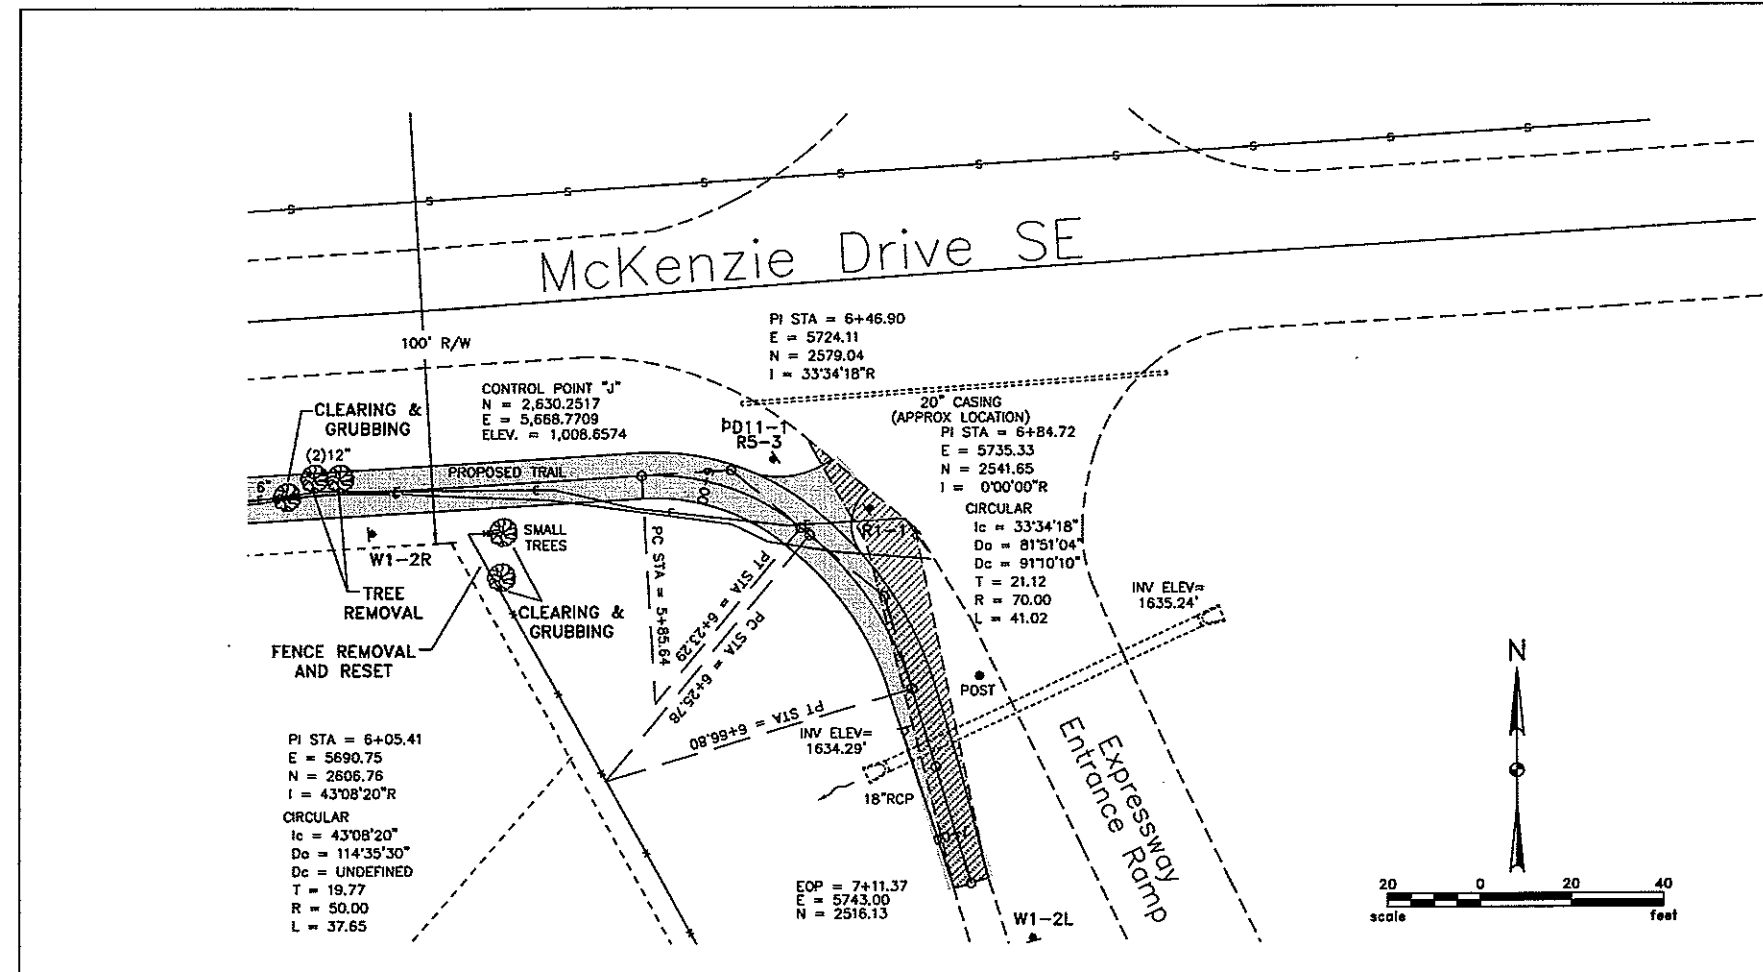 McKenzie Drive SE
100' R/W
PI STA = 6+46.90
E = 5724.11
N = 2579.04
I = 33°34'18"R
CONTROL POINT "J"
N = 2,630.2517
E = 5,668.7709
ELEV. = 1,008.6574
CLEARING &
GRUBBING
(2)12"
6"
PROPOSED TRAIL
6+00
D11-1
R5-3
20" CASING
(APPROX LOCATION)
PI STA = 6+84.72
E = 5735.33
N = 2541.65
I = 0°00'00"R
CIRCULAR
Ic = 33°34'18"
Da = 81°51'04"
Dc = 91°10'10"
T = 21.12
R = 70.00
L = 41.02
R1-1
W1-2R
SMALL
TREES
TREE
REMOVAL
CLEARING &
GRUBBING
FENCE REMOVAL
AND RESET
PC STA = 5+85.64
PT STA = 6+23.29
PC STA = 6+25.78
PT STA = 6+66.80
INV ELEV=
1635.24'
POST
INV ELEV=
1634.29'
18"RCP
Expressway
Entrance Ramp
PI STA = 6+05.41
E = 5690.75
N = 2606.76
I = 43°08'20"R
CIRCULAR
Ic = 43°08'20"
Da = 114°35'30"
Dc = UNDEFINED
T = 19.77
R = 50.00
L = 37.65
EOP = 7+11.37
E = 5743.00
N = 2516.13
W1-2L
N
20 0 20 40
scale feet